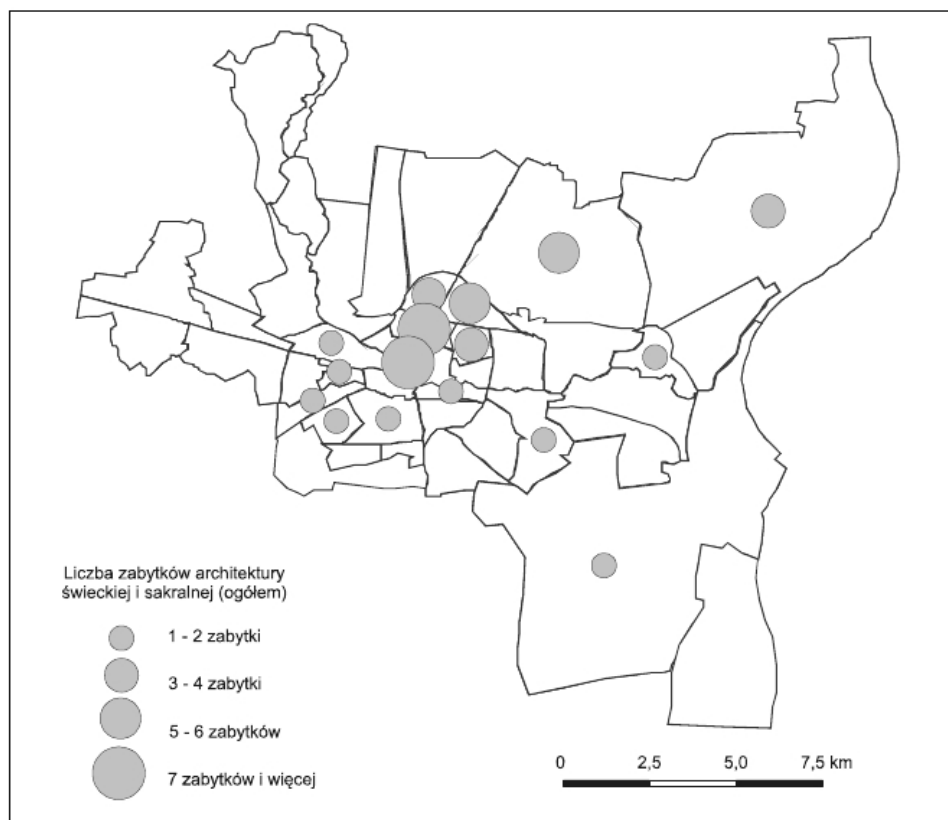 Liczba zabytków architektury
świeckiej i sakralnej (ogółem)
1 - 2 zabytki
3 - 4 zabytki
5 - 6 zabytków
7 zabytków i więcej
0 2,5 5,0 7,5 km